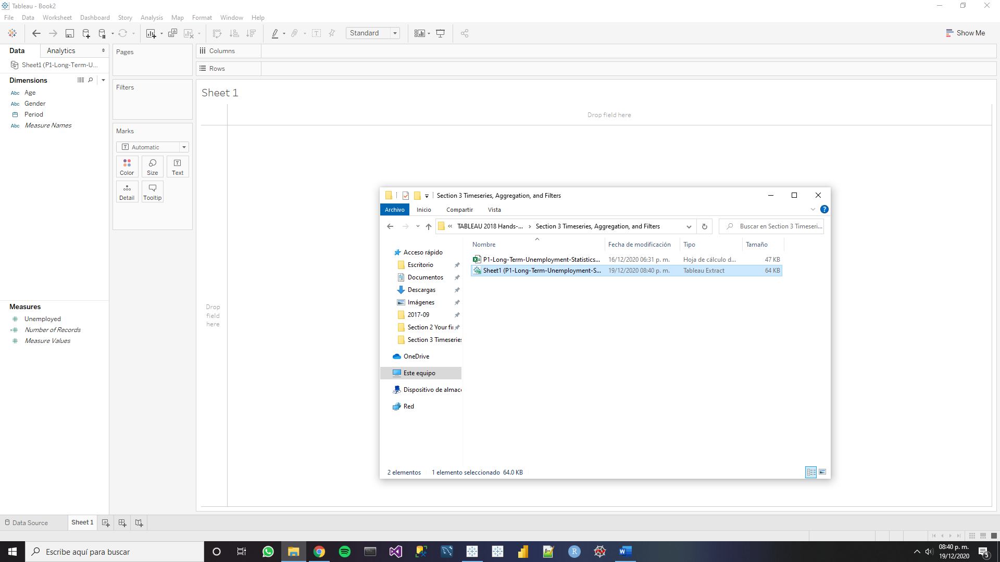 Tableau - Book2
File Data Worksheet Dashboard Story Analysis Map Format Window Help
Standard
Show Me
Data Analytics
Sheet1 (P1-Long-Term-U...
Dimensions
Abc Age
Abc Gender
Period
Abc Measure Names
Measures
Unemployed
Number of Records
Measure Values
Pages
Filters
Marks
Automatic
Color Size Text
Detail Tooltip
Columns
Rows
Sheet 1
Drop field here
Drop
field
here
Section 3 Timeseries, Aggregation, and Filters
Archivo Inicio Compartir Vista
« TABLEAU 2018 Hands-... › Section 3 Timeseries, Aggregation, and Filters
Buscar en Section 3 Timeseri...
Acceso rápido
Escritorio
Documentos
Descargas
Imágenes
2017-09
Section 2 Your fi
Section 3 Timeseries
OneDrive
Este equipo
Dispositivo de almac
Red
Nombre Fecha de modificación Tipo Tamaño
P1-Long-Term-Unemployment-Statistics... 16/12/2020 06:31 p. m. Hoja de cálculo d... 47 KB
Sheet1 (P1-Long-Term-Unemployment-S... 19/12/2020 08:40 p. m. Tableau Extract 64 KB
2 elementos 1 elemento seleccionado 64.0 KB
Data Source Sheet 1
Escribe aquí para buscar
08:40 p. m.
19/12/2020
5